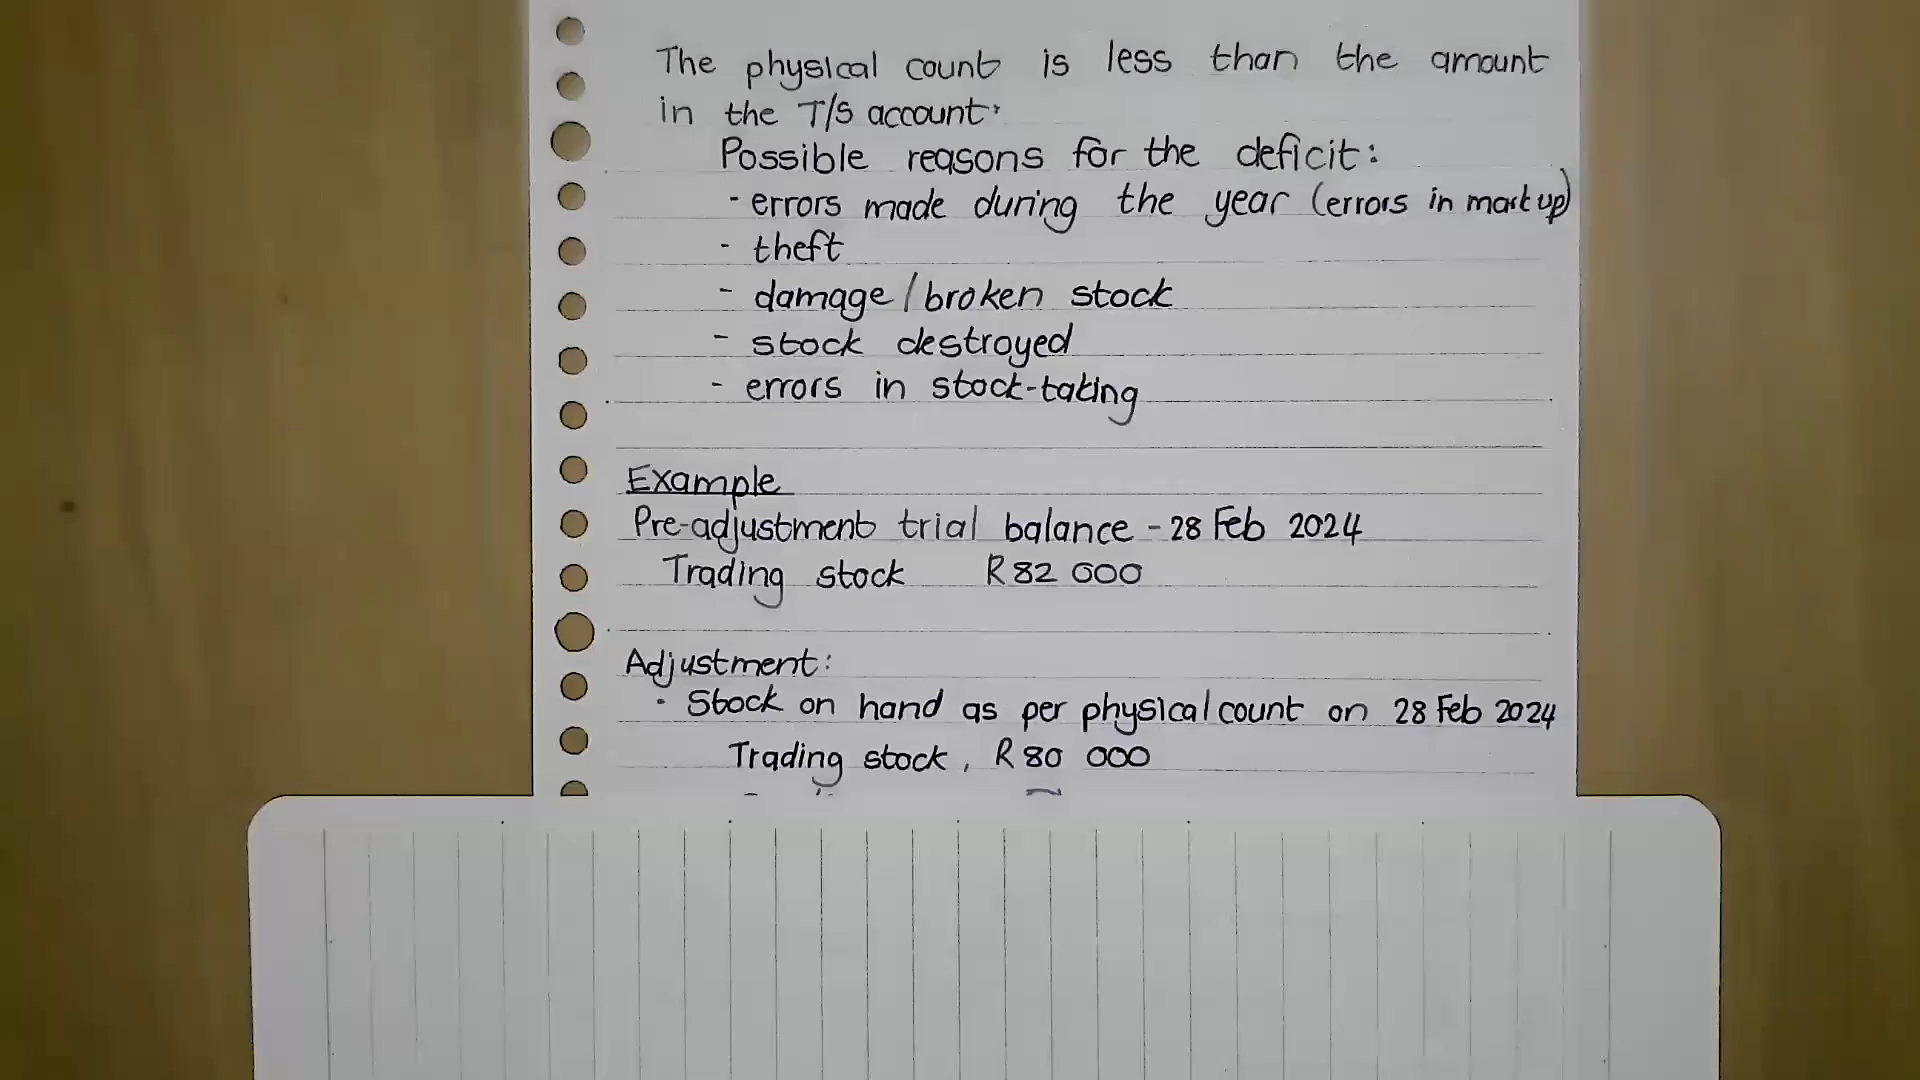 The physical count is less than the amount
in the T/S account:
Possible reasons for the deficit:
- errors made during the year (errors in mark up)
- theft
- damage / broken stock
- stock destroyed
- errors in stock-taking
Example
Pre-adjustment trial balance - 28 Feb 2024
Trading stock R 82 000
Adjustment:
· Stock on hand as per physical count on 28 Feb 2024
Trading stock, R 80 000